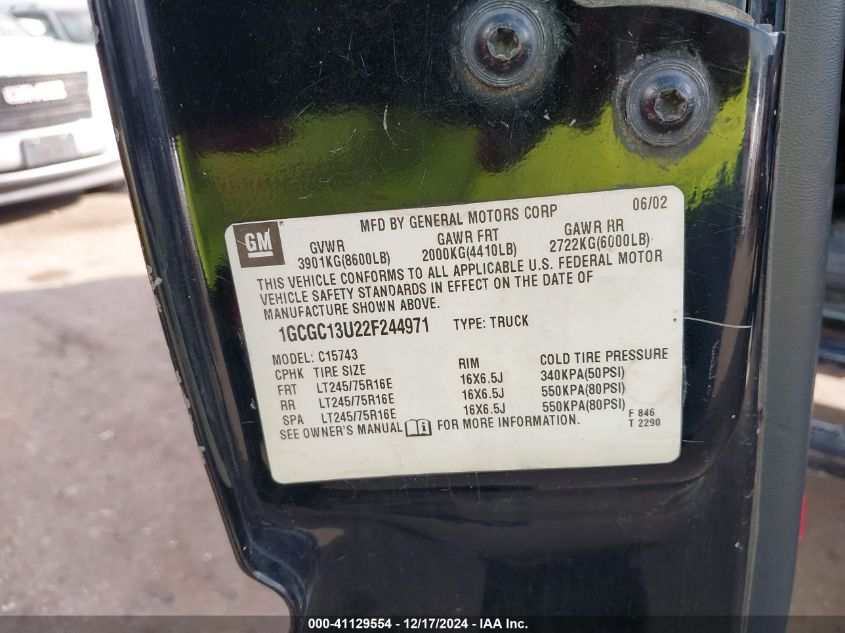 GM
MFD BY GENERAL MOTORS CORP 06/02
GVWR GAWR FRT GAWR RR
3901KG(8600LB) 2000KG(4410LB) 2722KG(6000LB)
THIS VEHICLE CONFORMS TO ALL APPLICABLE U.S. FEDERAL MOTOR
VEHICLE SAFETY STANDARDS IN EFFECT ON THE DATE OF
MANUFACTURE SHOWN ABOVE.
1GCGC13U22F244971 TYPE: TRUCK
MODEL: C15743
CPHK TIRE SIZE RIM COLD TIRE PRESSURE
FRT LT245/75R16E 16X6.5J 340KPA(50PSI)
RR LT245/75R16E 16X6.5J 550KPA(80PSI)
SPA LT245/75R16E 16X6.5J 550KPA(80PSI) F 846
SEE OWNER'S MANUAL FOR MORE INFORMATION. T 2290
GMC
000-41129554 - 12/17/2024 - IAA Inc.